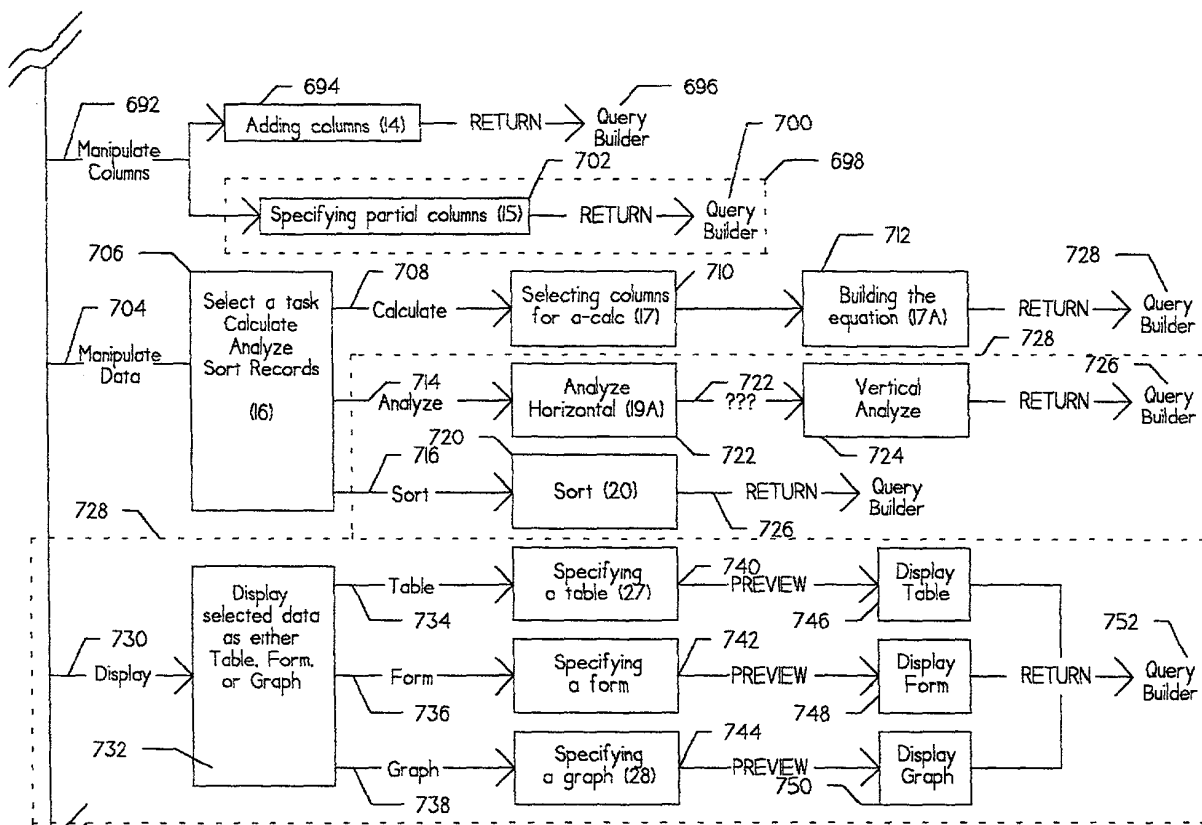 692
694
696
Adding columns (14)
RETURN
Query
Builder
Manipulate
Columns
700
702
698
Specifying partial columns (15)
RETURN
Query
Builder
706
708
710
712
728
704
Select a task
Calculate
Analyze
Sort Records
(16)
Calculate
Selecting columns
for a-calc (17)
Building the
equation (17A)
RETURN
Query
Builder
Manipulate
Data
728
714
Analyze
Analyze
Horizontal (19A)
722
???
Vertical
Analyze
726
RETURN
Query
Builder
720
722
724
716
Sort
Sort (20)
RETURN
Query
Builder
726
728
730
Display
Display
selected data
as either
Table, Form,
or Graph
732
Table
734
Specifying
a table (27)
740
PREVIEW
Display
Table
746
752
Form
736
Specifying
a form
742
PREVIEW
Display
Form
748
RETURN
Query
Builder
Graph
738
Specifying
a graph (28)
744
PREVIEW
Display
Graph
750